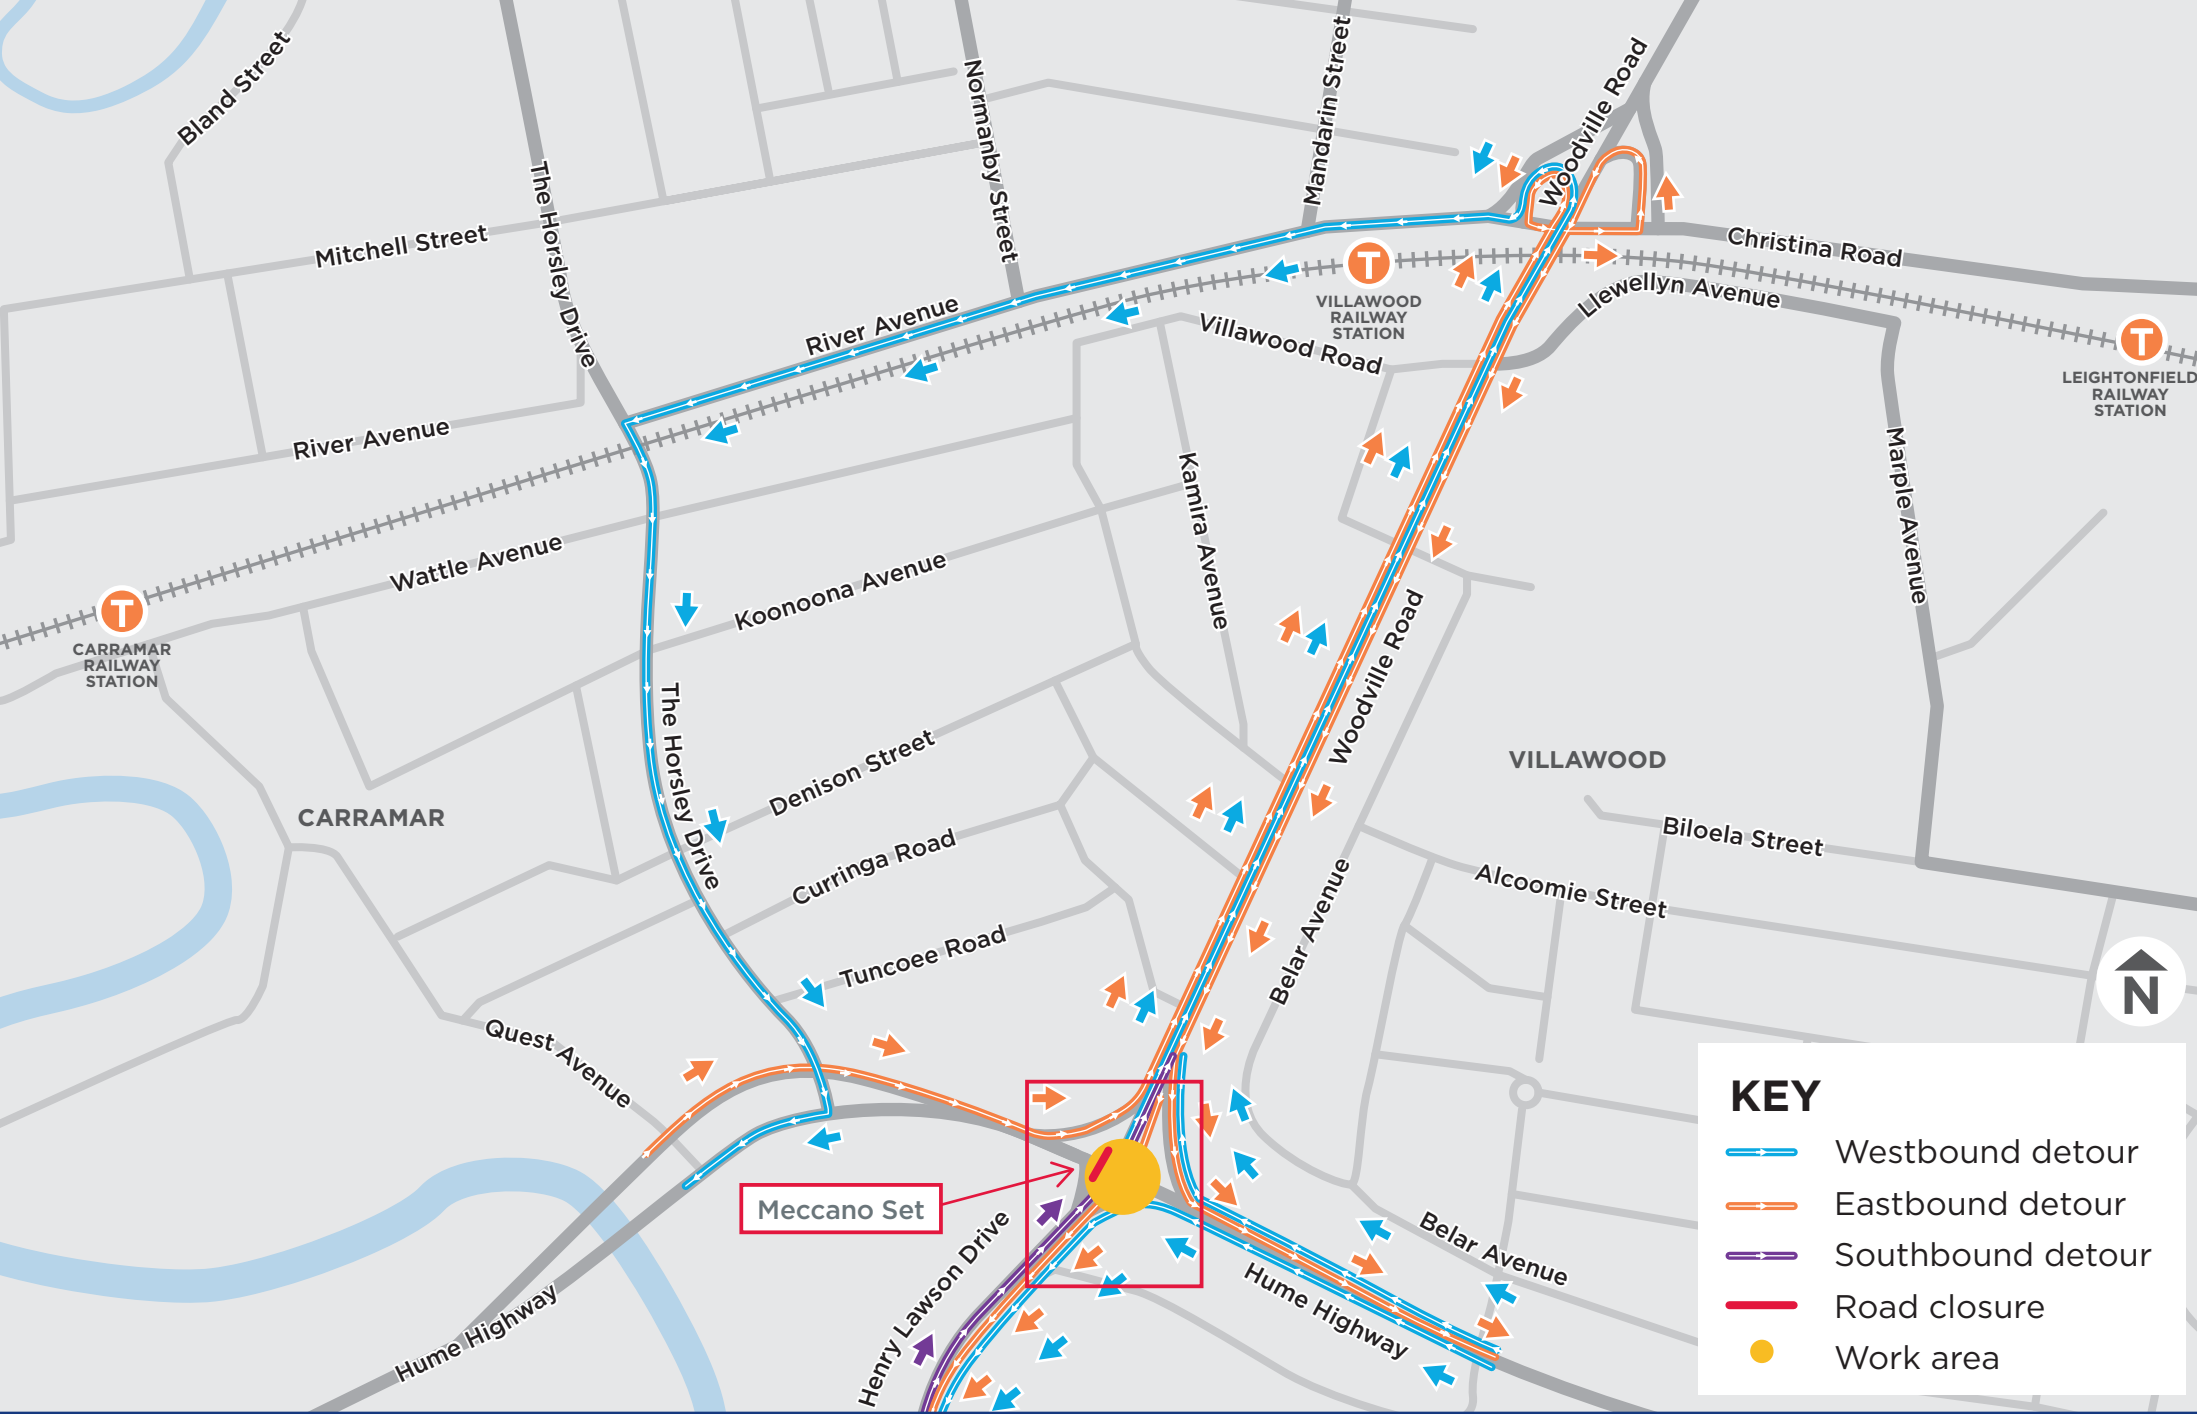 Bland Street
The Horsley Drive
Mitchell Street
Normanby Street
Mandarin Street
Woodville Road
Christina Road
Llewellyn Avenue
T
VILLAWOOD
RAILWAY
STATION
T
LEIGHTONFIELD
RAILWAY
STATION
River Avenue
Villawood Road
River Avenue
Wattle Avenue
Koonoona Avenue
Kamira Avenue
Marple Avenue
T
CARRAMAR
RAILWAY
STATION
The Horsley Drive
Denison Street
Woodville Road
VILLAWOOD
CARRAMAR
Curringa Road
Biloela Street
Alcoomie Street
Belar Avenue
Tuncoee Road
Quest Avenue
N
Meccano Set
Henry Lawson Drive
Hume Highway
Belar Avenue
Hume Highway
KEY
Westbound detour
Eastbound detour
Southbound detour
Road closure
Work area